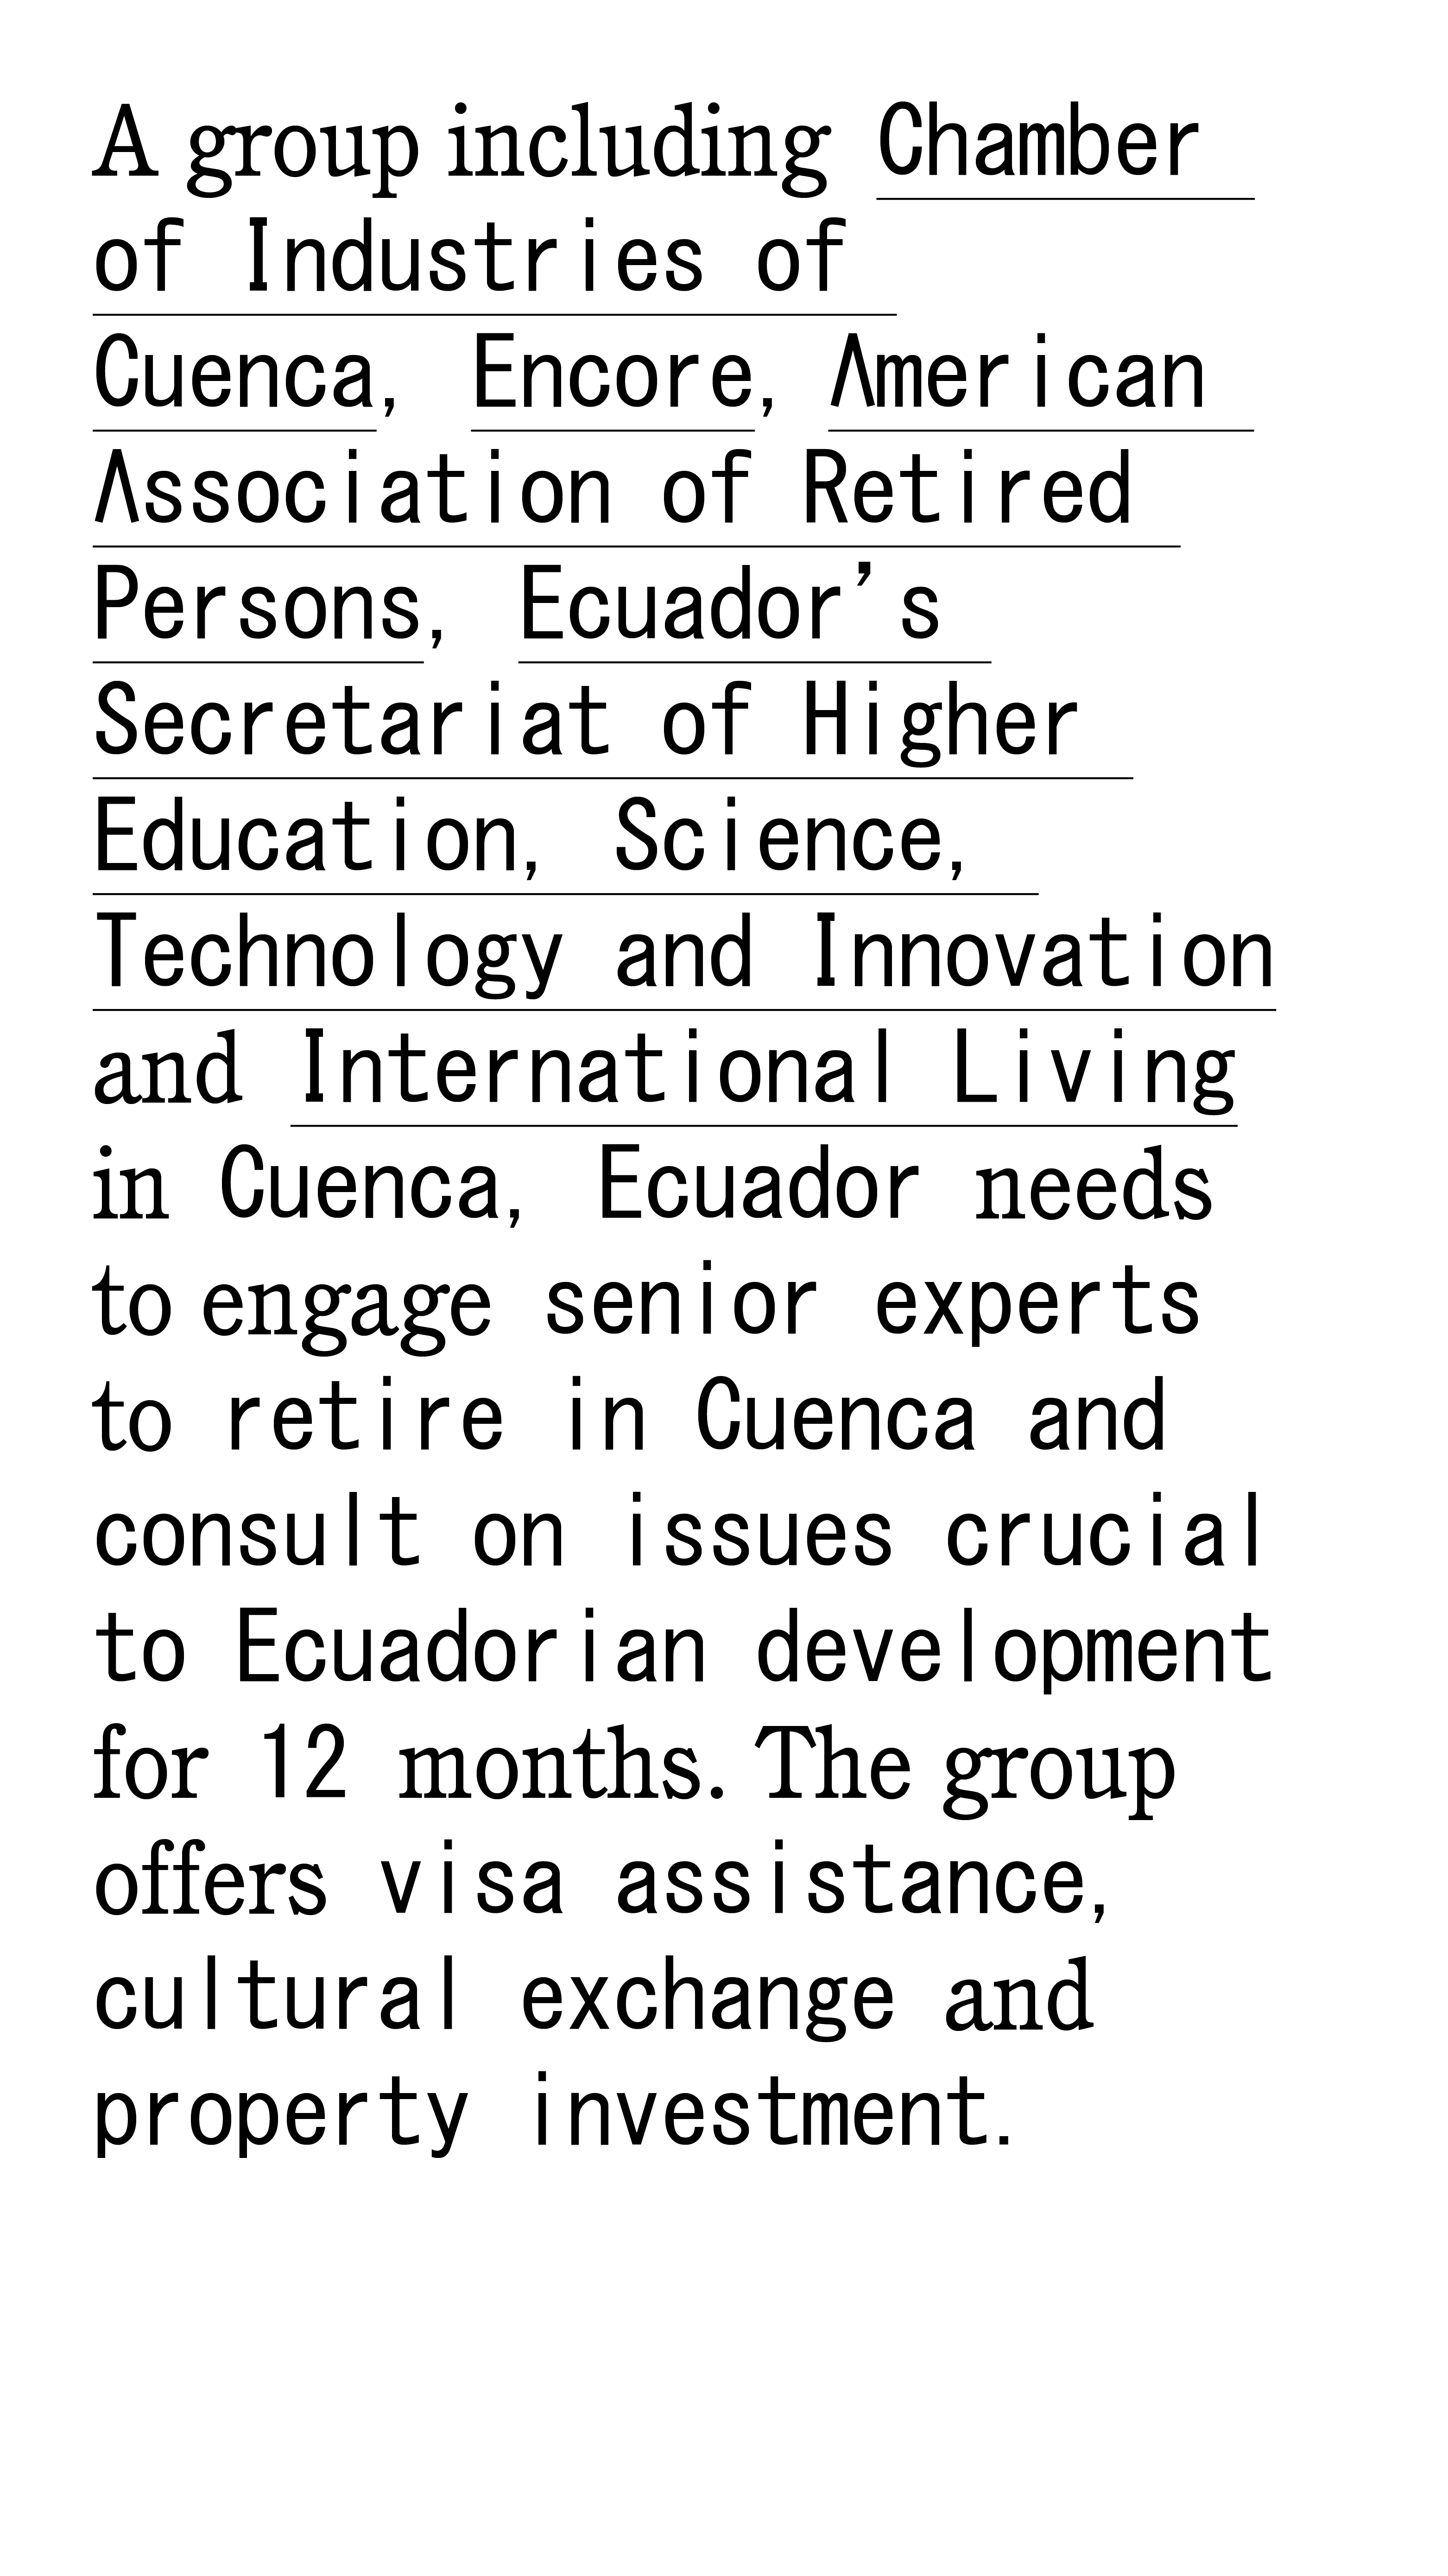 A group including Chamber
of Industries of
Cuenca, Encore, American
Association of Retired
Persons, Ecuador’s
Secretariat of Higher
Education, Science,
Technology and Innovation
and International Living
in Cuenca, Ecuador needs
to engage senior experts
to retire in Cuenca and
consult on issues crucial
to Ecuadorian development
for 12 months. The group
offers visa assistance,
cultural exchange and
property investment.